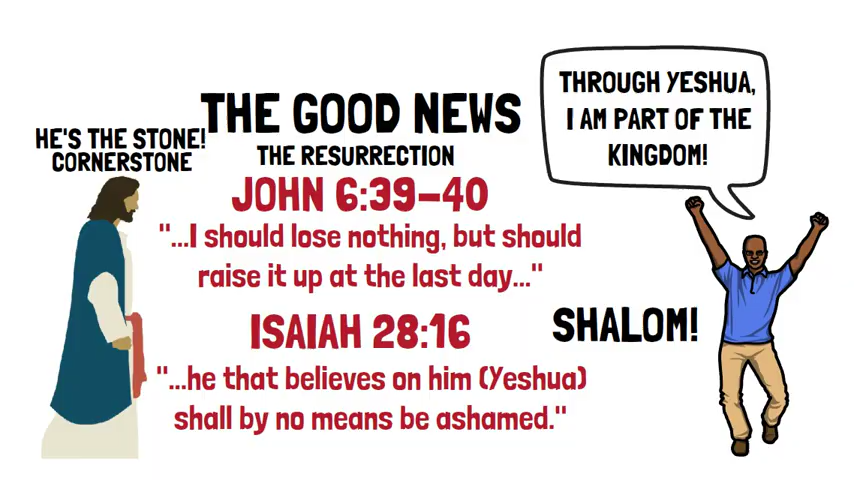 THE GOOD NEWS
HE'S THE STONE!
CORNERSTONE
THE RESURRECTION
JOHN 6:39–40
"...I should lose nothing, but should
raise it up at the last day..."
ISAIAH 28:16
"...he that believes on him (Yeshua)
shall by no means be ashamed."
THROUGH YESHUA,
I AM PART OF THE
KINGDOM!
SHALOM!